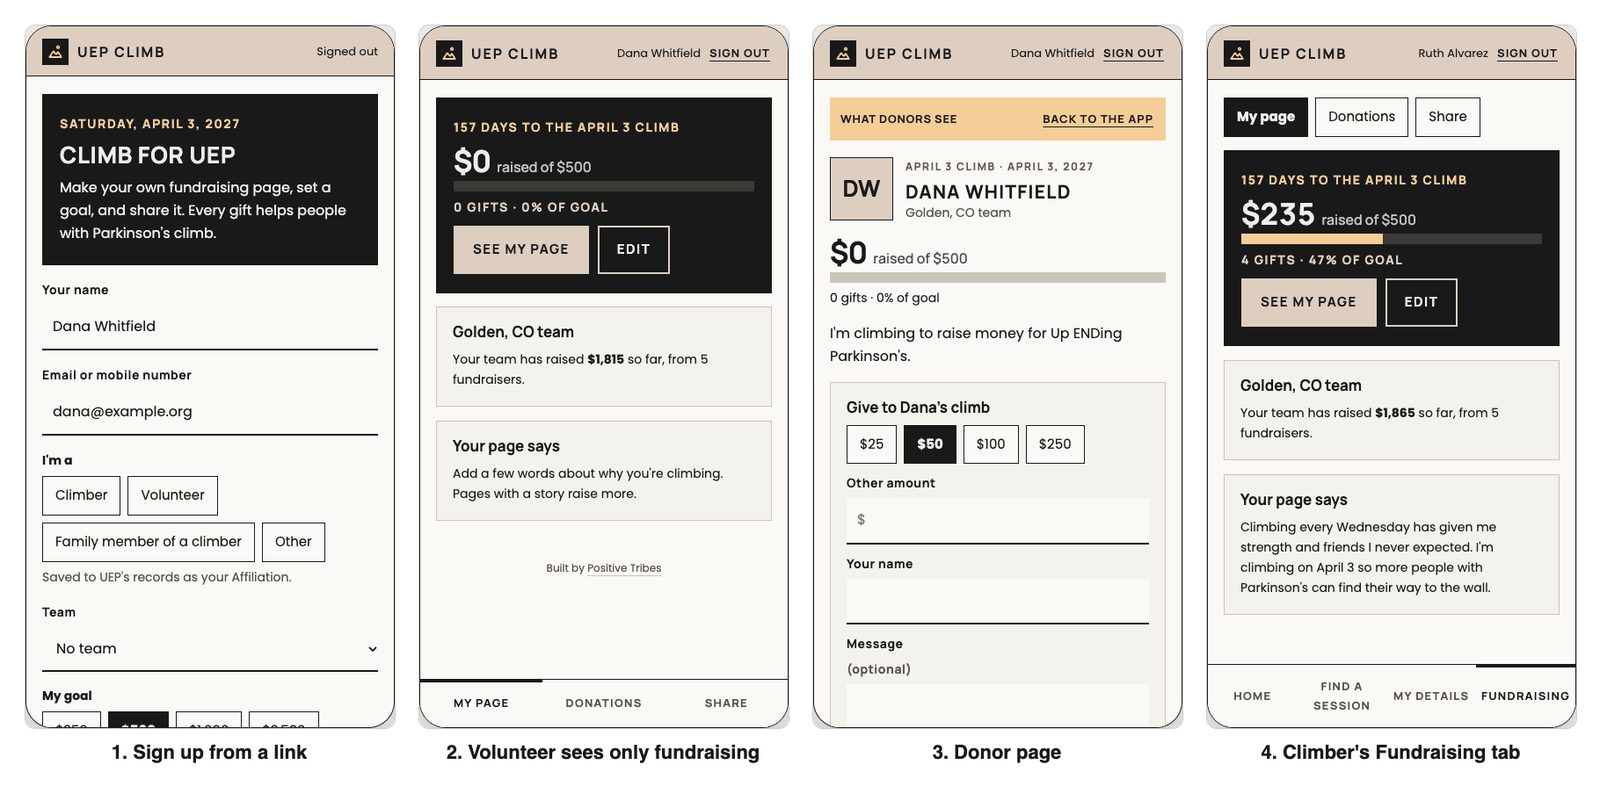 UEP CLIMB
Signed out
SATURDAY, APRIL 3, 2027
CLIMB FOR UEP
Make your own fundraising page, set a
goal, and share it. Every gift helps people
with Parkinson's climb.
Your name
Dana Whitfield
Email or mobile number
dana@example.org
I'm a
Climber
Volunteer
Family member of a climber
Other
Saved to UEP's records as your Affiliation.
Team
No team
My goal
1. Sign up from a link
UEP CLIMB
Dana Whitfield SIGN OUT
157 DAYS TO THE APRIL 3 CLIMB
$0 raised of $500
0 GIFTS · 0% OF GOAL
SEE MY PAGE
EDIT
Golden, CO team
Your team has raised $1,815 so far, from 5
fundraisers.
Your page says
Add a few words about why you're climbing.
Pages with a story raise more.
Built by Positive Tribes
MY PAGE
DONATIONS
SHARE
2. Volunteer sees only fundraising
UEP CLIMB
Dana Whitfield SIGN OUT
WHAT DONORS SEE
BACK TO THE APP
DW
APRIL 3 CLIMB · APRIL 3, 2027
DANA WHITFIELD
Golden, CO team
$0 raised of $500
0 gifts · 0% of goal
I'm climbing to raise money for Up ENDing
Parkinson's.
Give to Dana's climb
$25
$50
$100
$250
Other amount
$
Your name
Message
(optional)
3. Donor page
UEP CLIMB
Ruth Alvarez SIGN OUT
My page
Donations
Share
157 DAYS TO THE APRIL 3 CLIMB
$235 raised of $500
4 GIFTS · 47% OF GOAL
SEE MY PAGE
EDIT
Golden, CO team
Your team has raised $1,865 so far, from 5
fundraisers.
Your page says
Climbing every Wednesday has given me
strength and friends I never expected. I'm
climbing on April 3 so more people with
Parkinson's can find their way to the wall.
HOME
FIND A
SESSION
MY DETAILS
FUNDRAISING
4. Climber's Fundraising tab